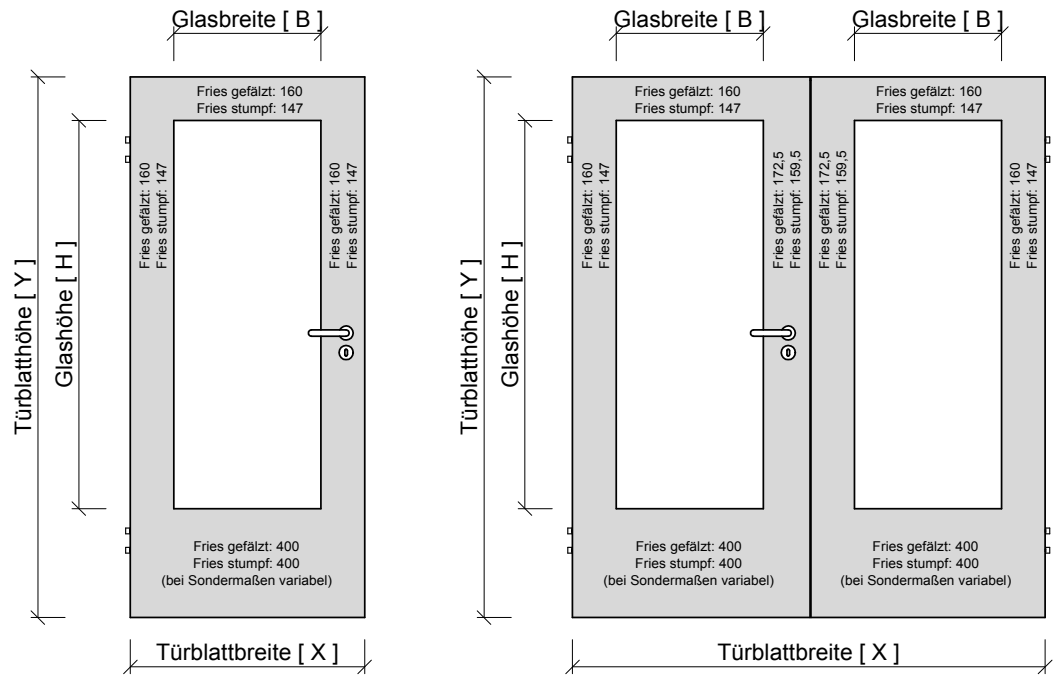 Glasbreite [ B ]
Fries gefälzt: 160
Fries stumpf: 147
Fries gefälzt: 160
Fries stumpf: 147
Fries gefälzt: 160
Fries stumpf: 147
Türblatthöhe [ Y ]
Glashöhe [ H ]
Fries gefälzt: 400
Fries stumpf: 400
(bei Sondermaßen variabel)
Türblattbreite [ X ]
Glasbreite [ B ]
Glasbreite [ B ]
Fries gefälzt: 160
Fries stumpf: 147
Fries gefälzt: 160
Fries stumpf: 147
Fries gefälzt: 160
Fries stumpf: 147
Fries gefälzt: 172,5
Fries stumpf: 159,5
Fries gefälzt: 172,5
Fries stumpf: 159,5
Fries gefälzt: 160
Fries stumpf: 147
Türblatthöhe [ Y ]
Glashöhe [ H ]
Fries gefälzt: 400
Fries stumpf: 400
(bei Sondermaßen variabel)
Fries gefälzt: 400
Fries stumpf: 400
(bei Sondermaßen variabel)
Türblattbreite [ X ]